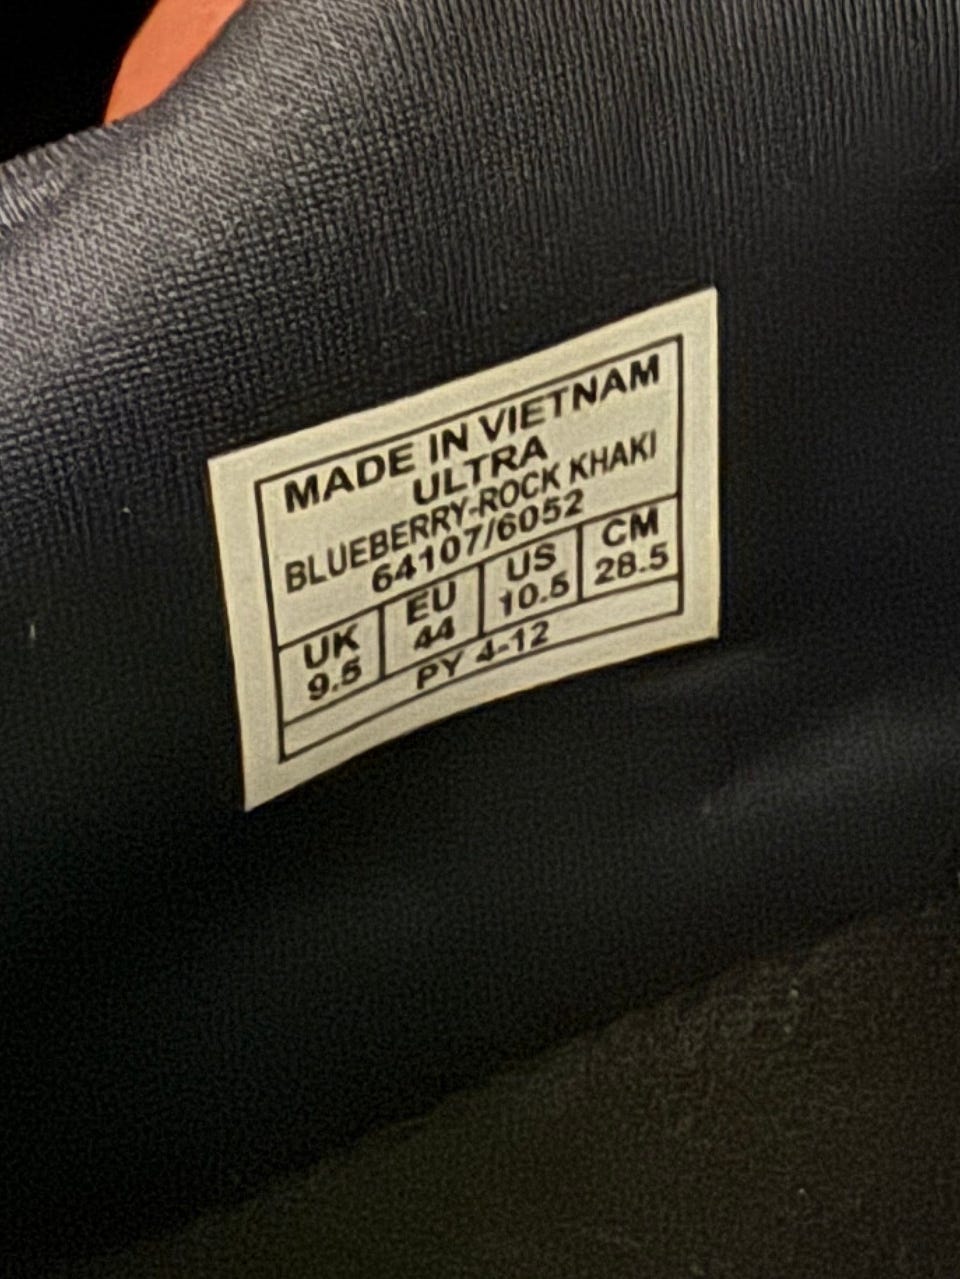 MADE IN VIETNAM
ULTRA
BLUEBERRY-ROCK KHAKI
64107/6052
UK EU US CM
9.5 44 10.5 28.5
PY 4-12